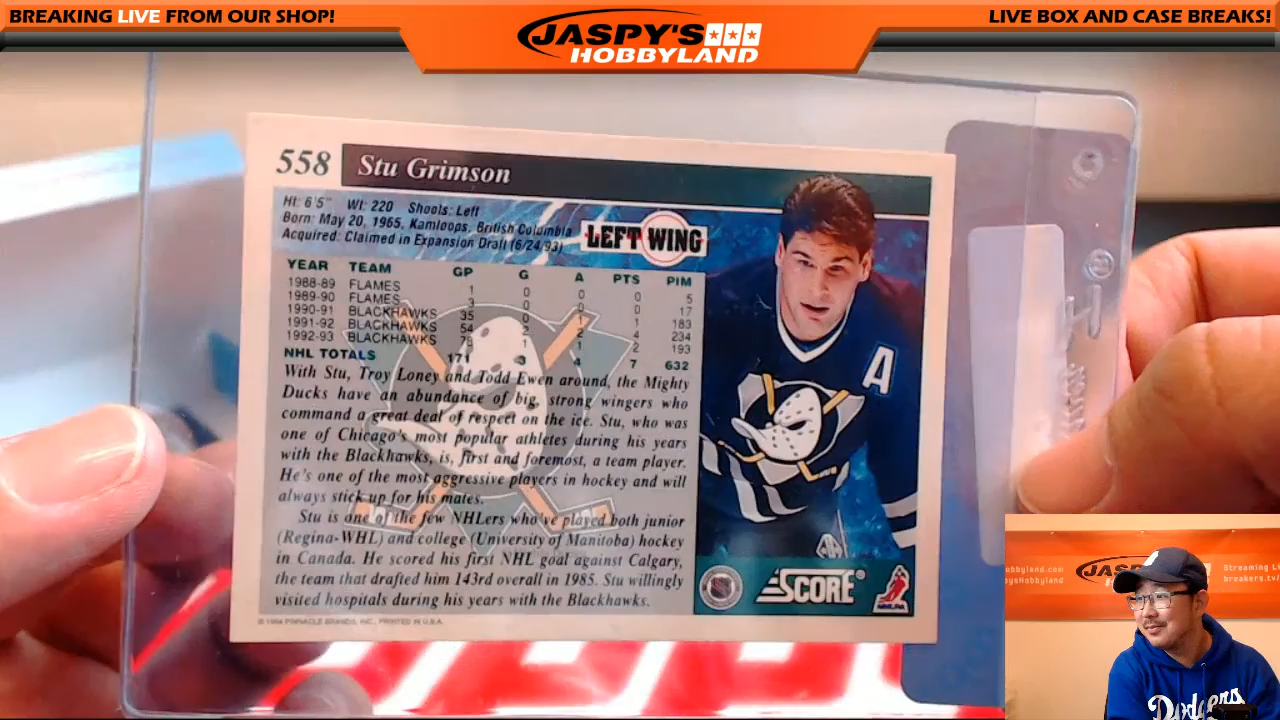 BREAKING LIVE FROM OUR SHOP!
JASPY'S
HOBBYLAND
LIVE BOX AND CASE BREAKS!
558 Stu Grimson
Ht: 6'5" Wt: 220 Shoots: Left
Born: May 20, 1965, Kamloops, British Columbia
Acquired: Claimed in Expansion Draft (6/24/93)
LEFT WING
YEAR TEAM GP G A PTS PIM
1988-89 FLAMES 1 0 0 0 5
1989-90 FLAMES 3 0 0 0 17
1990-91 BLACKHAWKS 35 0 1 1 183
1991-92 BLACKHAWKS 54 2 2 4 234
1992-93 BLACKHAWKS 78 1 1 2 193
NHL TOTALS 171 3 4 7 632
With Stu, Troy Loney and Todd Ewen around, the Mighty
Ducks have an abundance of big, strong wingers who
command a great deal of respect on the ice. Stu, who was
one of Chicago's most popular athletes during his years
with the Blackhawks, is, first and foremost, a team player.
He's one of the most aggressive players in hockey and will
always stick up for his mates.
Stu is one of the few NHLers who've played both junior
(Regina-WHL) and college (University of Manitoba) hockey
in Canada. He scored his first NHL goal against Calgary,
the team that drafted him 143rd overall in 1985. Stu willingly
visited hospitals during his years with the Blackhawks.
A
SCORE
NHLPA
© 1994 PINNACLE BRANDS, INC., PRINTED IN U.S.A.
Streaming
breakers.tv/
Dodgers